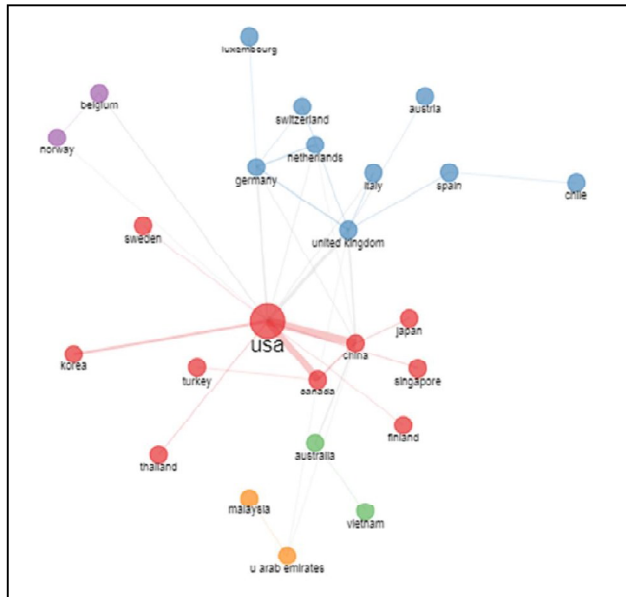 luxembourg
belgium
switzerland
austria
norway
netherlands
germany
italy
spain
chile
sweden
united kingdom
usa
japan
china
korea
turkey
canada
singapore
finland
australia
thailand
malaysia
vietnam
u arab emirates